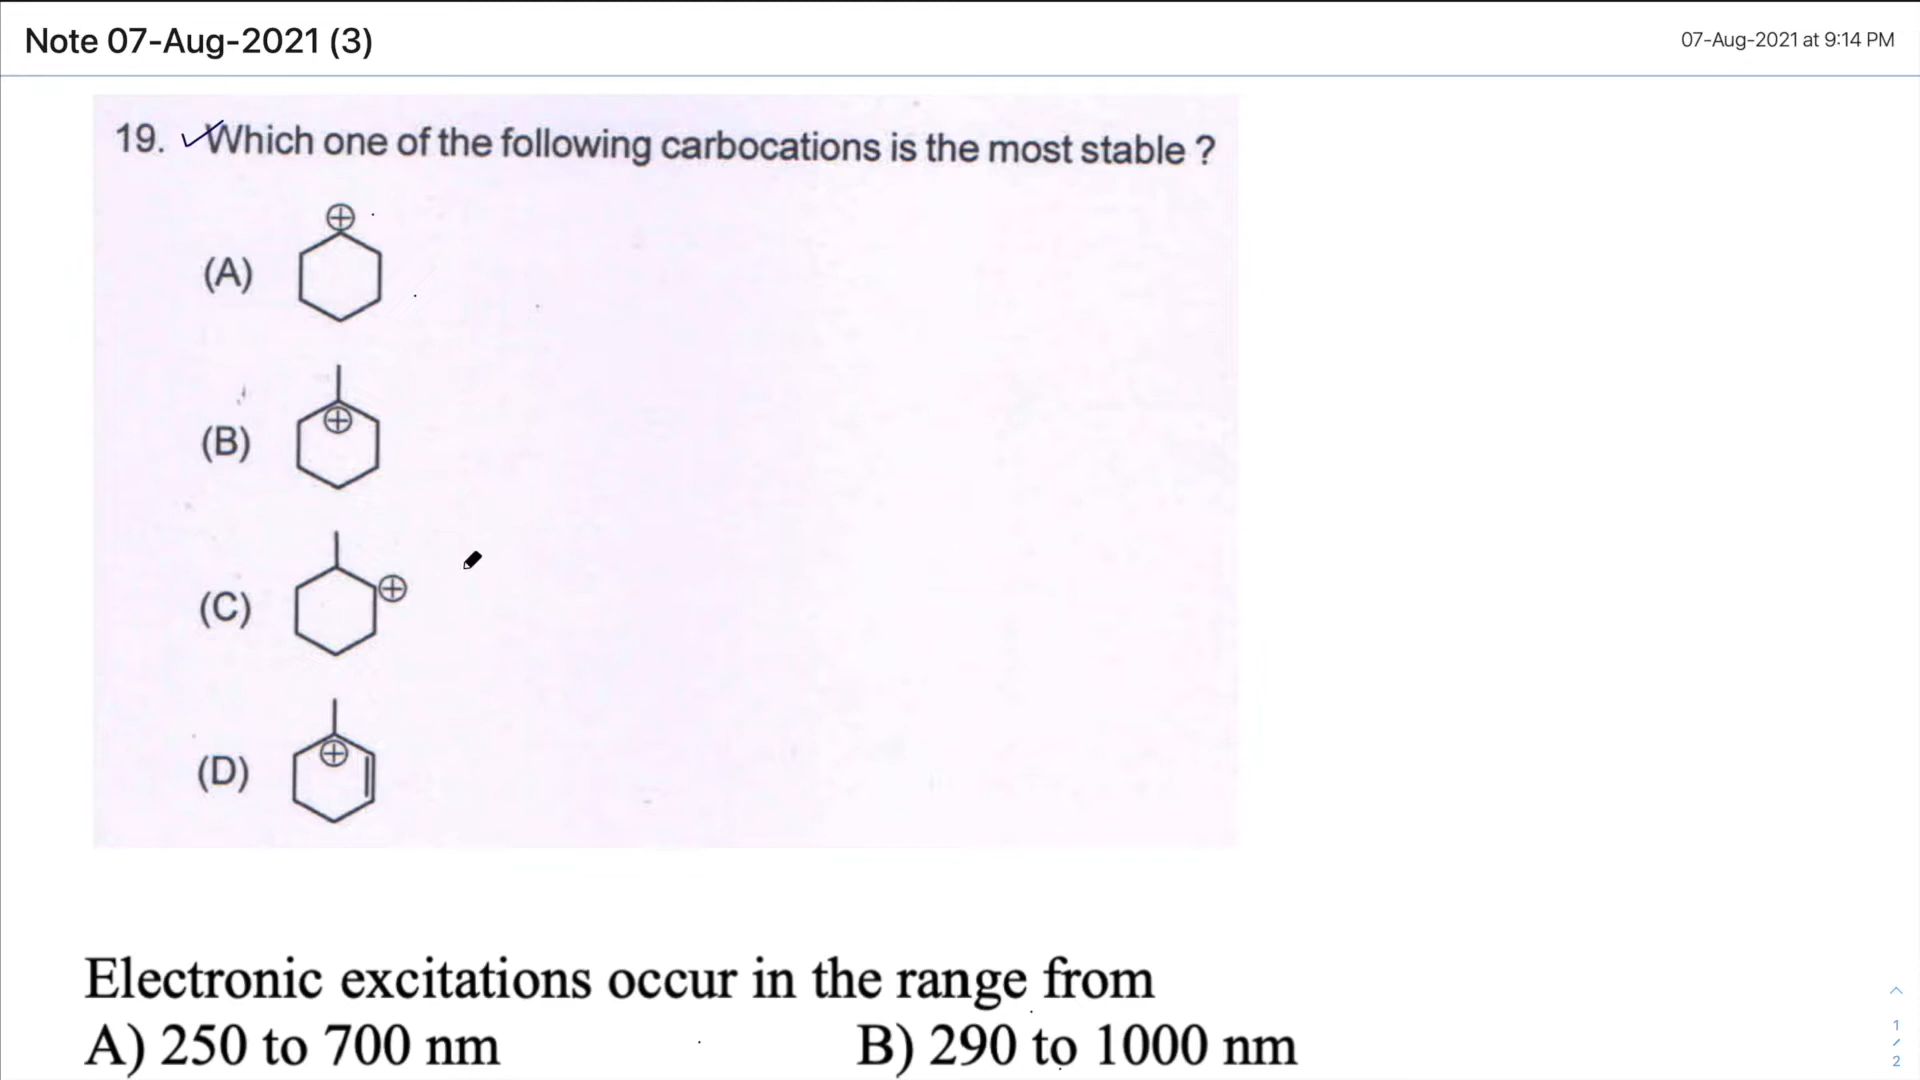 Note 07-Aug-2021 (3)
07-Aug-2021 at 9:14 PM
19. Which one of the following carbocations is the most stable ?
(A)
(B)
(C)
(D)
Electronic excitations occur in the range from
A) 250 to 700 nm B) 290 to 1000 nm
1
/
2